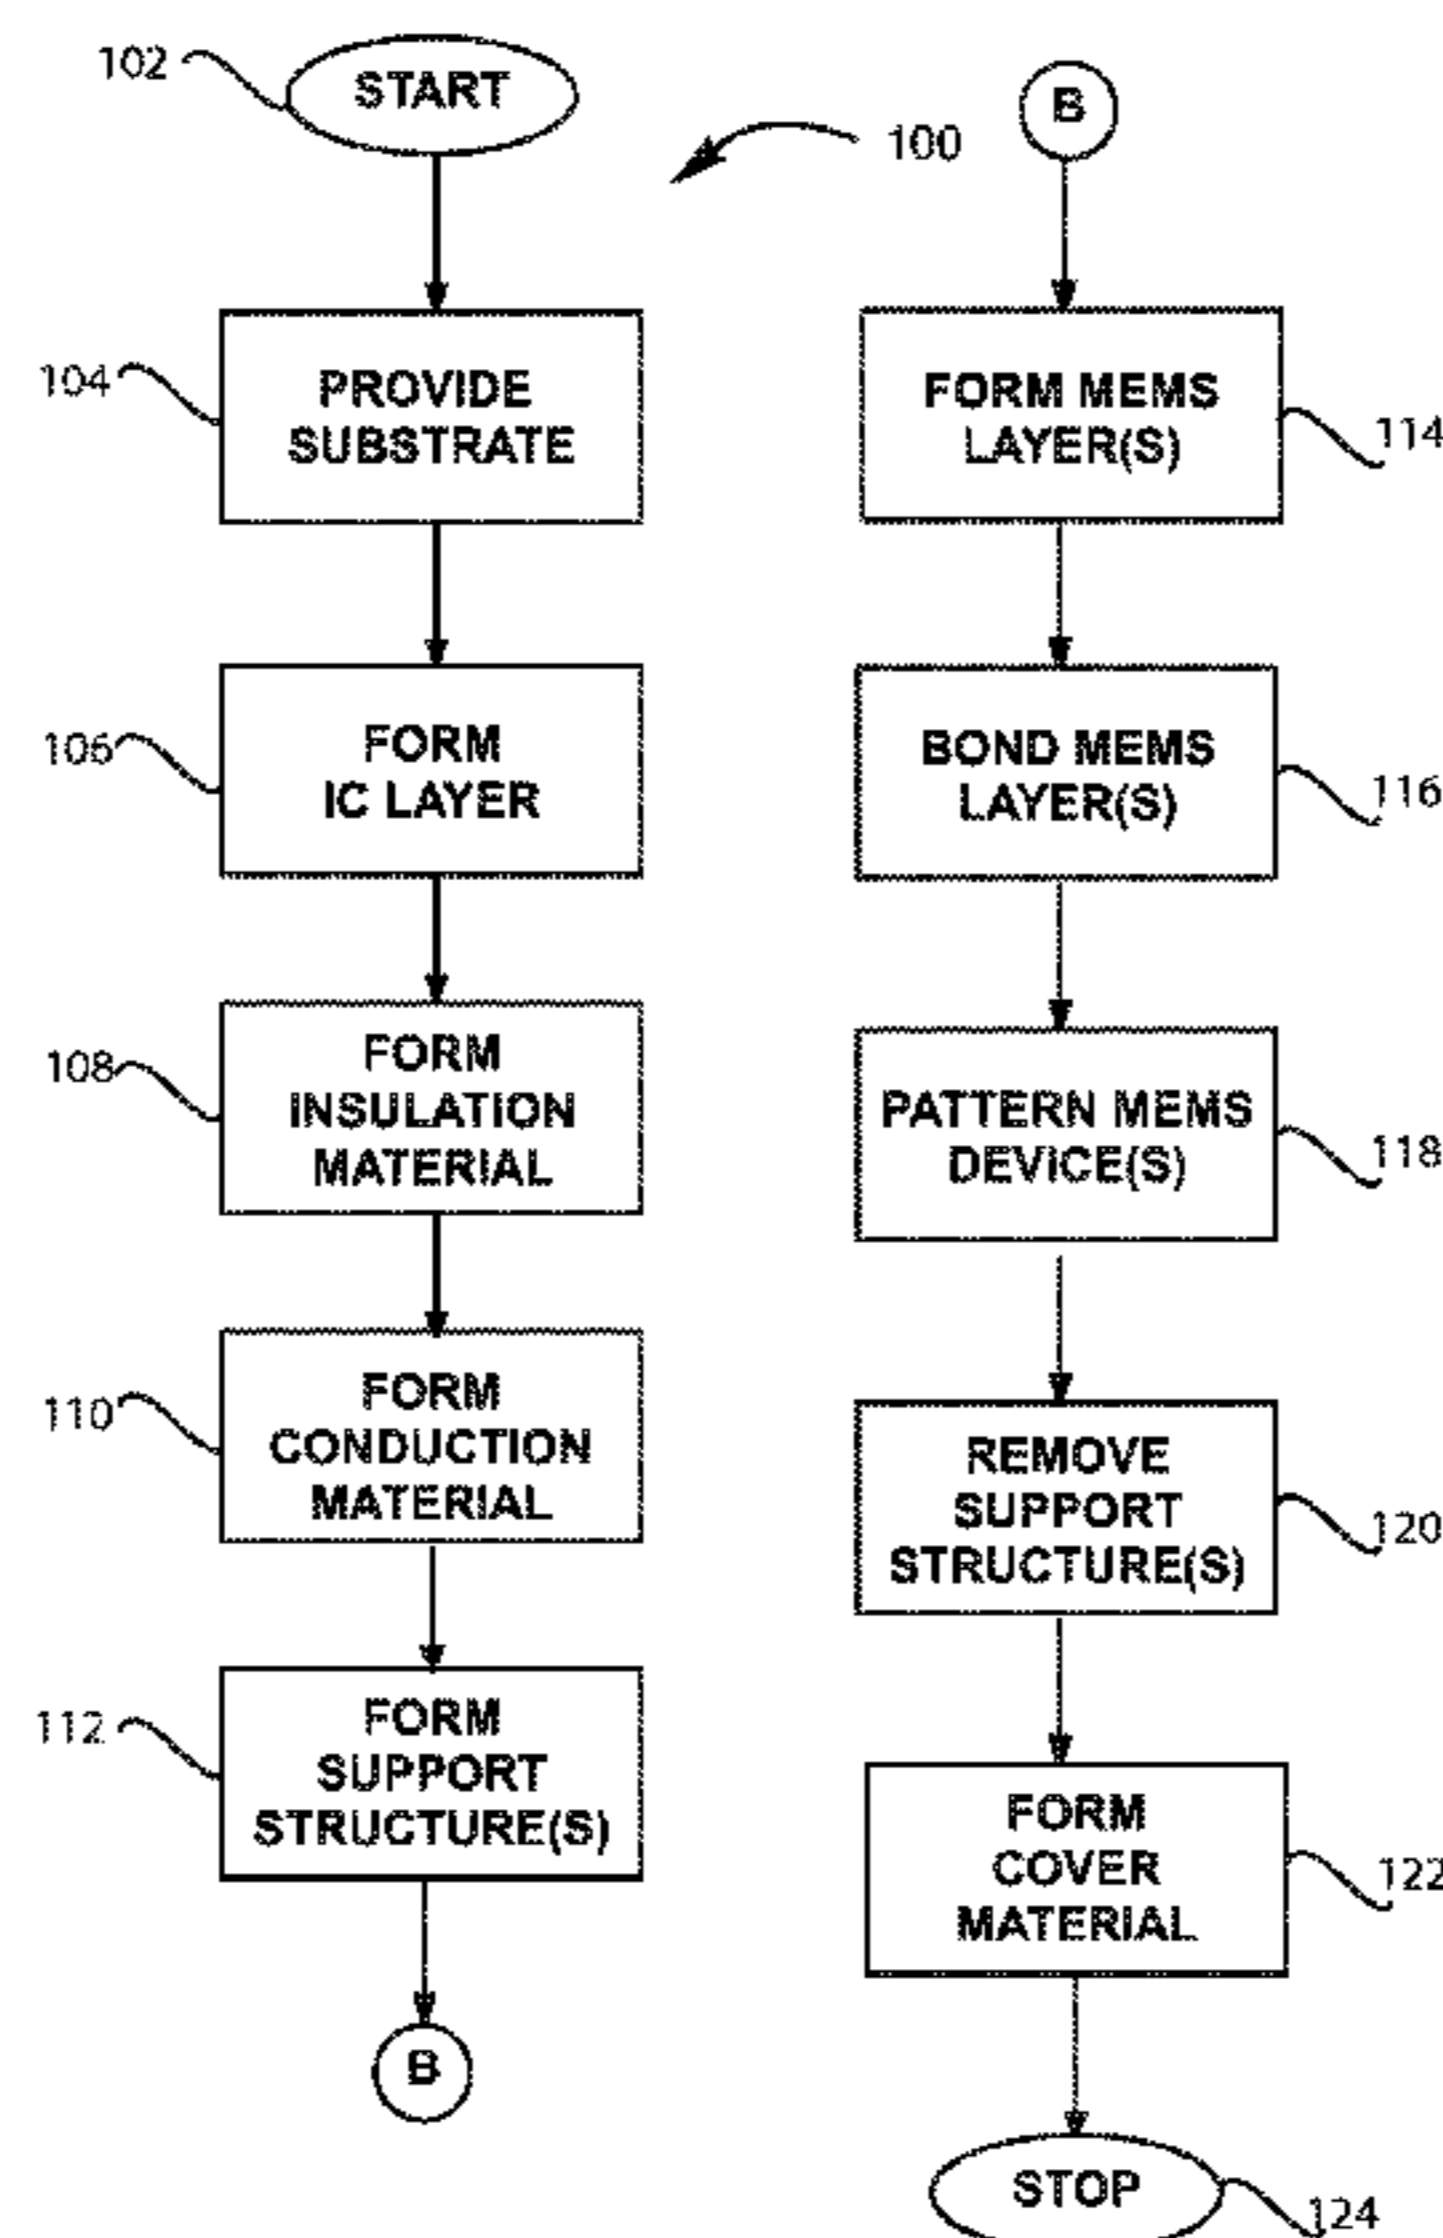 102
START
100
104
PROVIDE
SUBSTRATE
106
FORM
IC LAYER
108
FORM
INSULATION
MATERIAL
110
FORM
CONDUCTION
MATERIAL
112
FORM
SUPPORT
STRUCTURE(S)
B
B
FORM MEMS
LAYER(S)
114
BOND MEMS
LAYER(S)
116
PATTERN MEMS
DEVICE(S)
118
REMOVE
SUPPORT
STRUCTURE(S)
120
FORM
COVER
MATERIAL
122
STOP
124